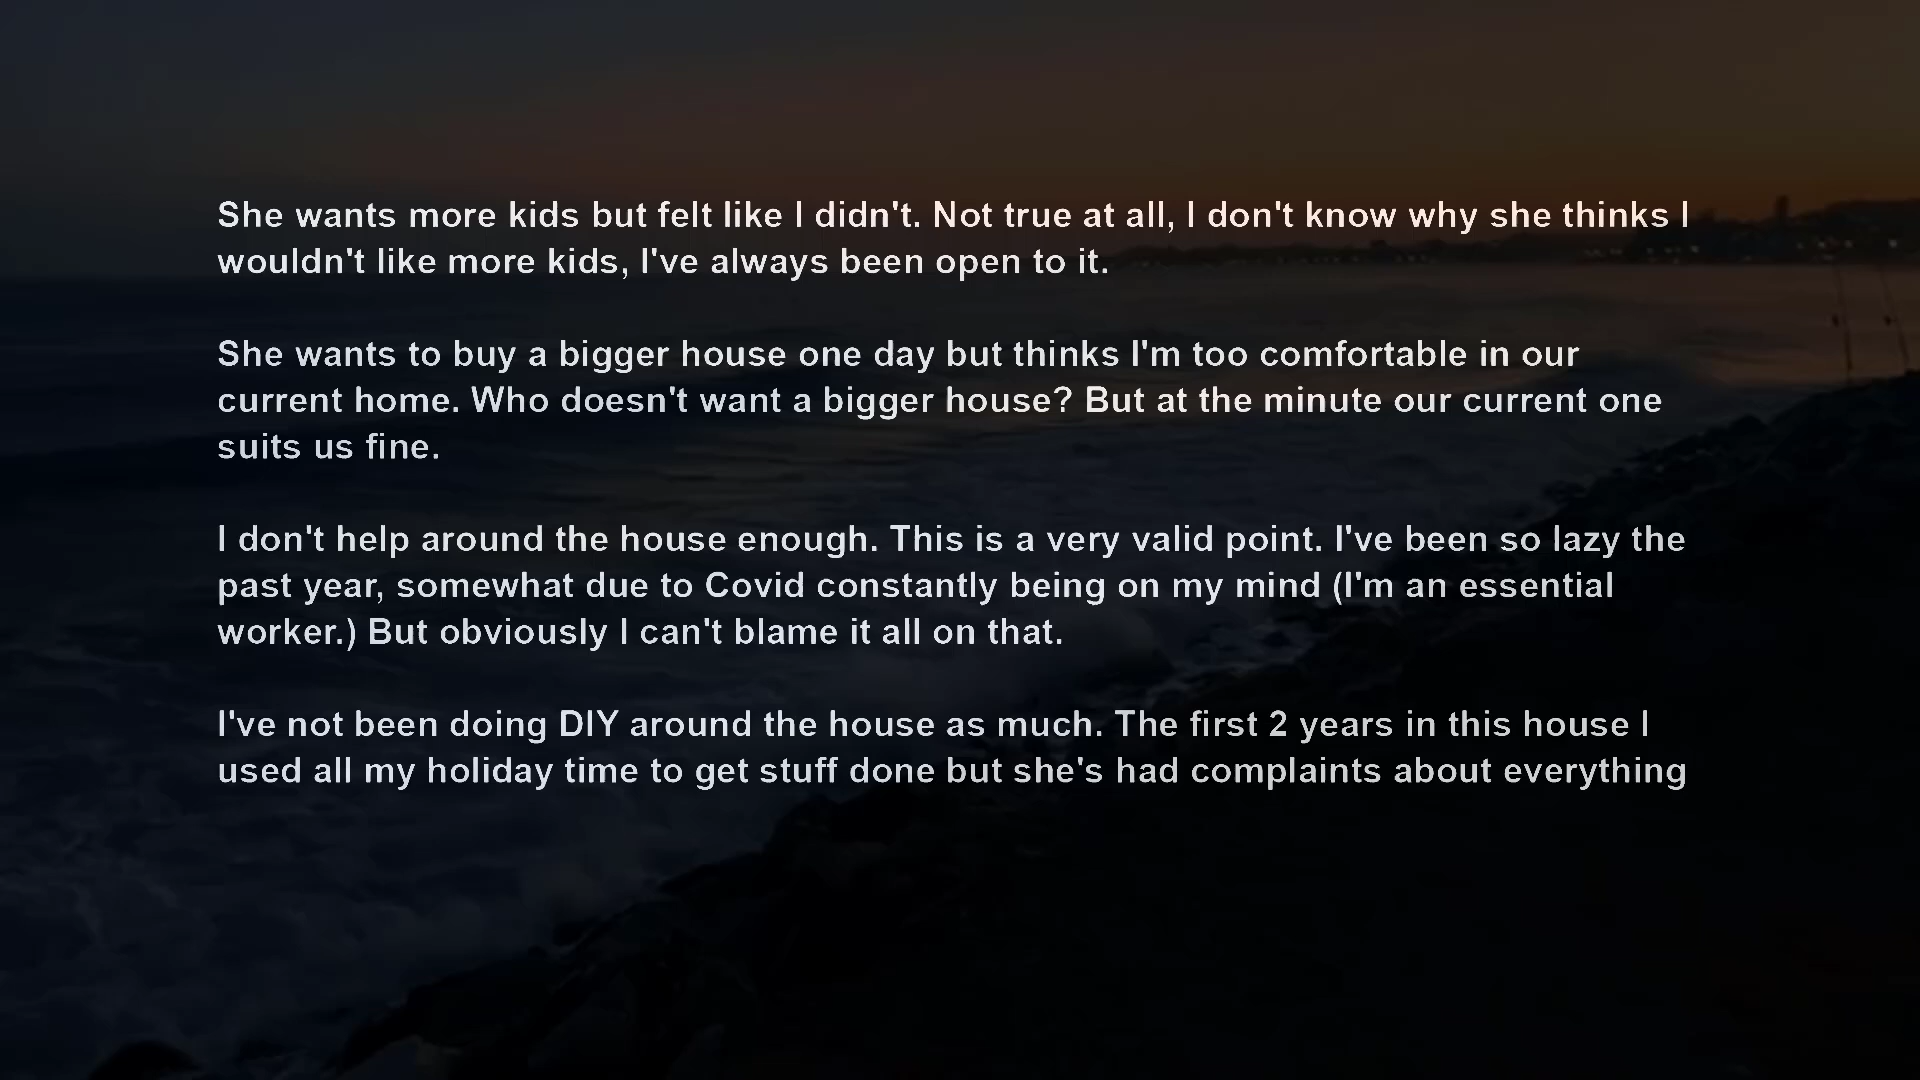 She wants more kids but felt like I didn't. Not true at all, I don't know why she thinks I
wouldn't like more kids, I've always been open to it.
She wants to buy a bigger house one day but thinks I'm too comfortable in our
current home. Who doesn't want a bigger house? But at the minute our current one
suits us fine.
I don't help around the house enough. This is a very valid point. I've been so lazy the
past year, somewhat due to Covid constantly being on my mind (I'm an essential
worker.) But obviously I can't blame it all on that.
I've not been doing DIY around the house as much. The first 2 years in this house I
used all my holiday time to get stuff done but she's had complaints about everything